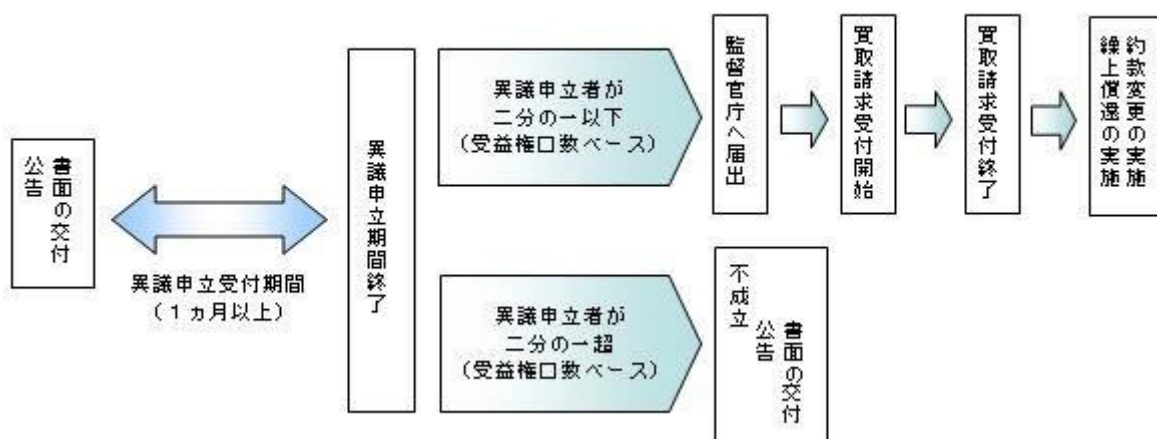 書面の交付
公告
異議申立受付期間
(1ヵ月以上)
異議申立期間終了
異議申立者が
二分の一以下
(受益権口数ベース)
監督官庁へ届出
買取請求受付開始
買取請求受付終了
約款変更の実施
繰上償還の実施
異議申立者が
二分の一超
(受益権口数ベース)
不成立
書面の交付
公告